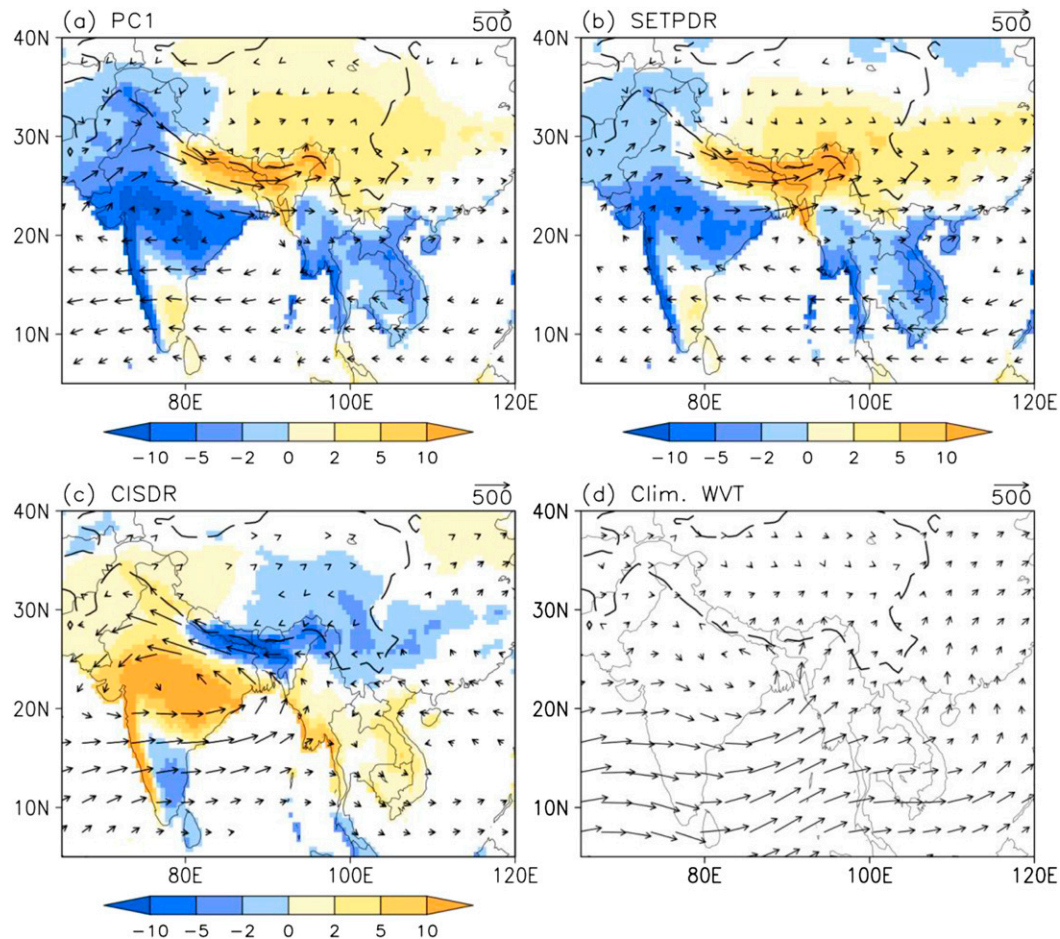 (a) PC1 500 (b) SETPDR 500
40N 40N
30N 30N
20N 20N
10N 10N
80E 100E 120E 80E 100E 120E
−10 −5 −2 0 2 5 10 −10 −5 −2 0 2 5 10
(c) CISDR 500 (d) Clim. WVT 500
40N 40N
30N 30N
20N 20N
10N 10N
80E 100E 120E 80E 100E 120E
−10 −5 −2 0 2 5 10